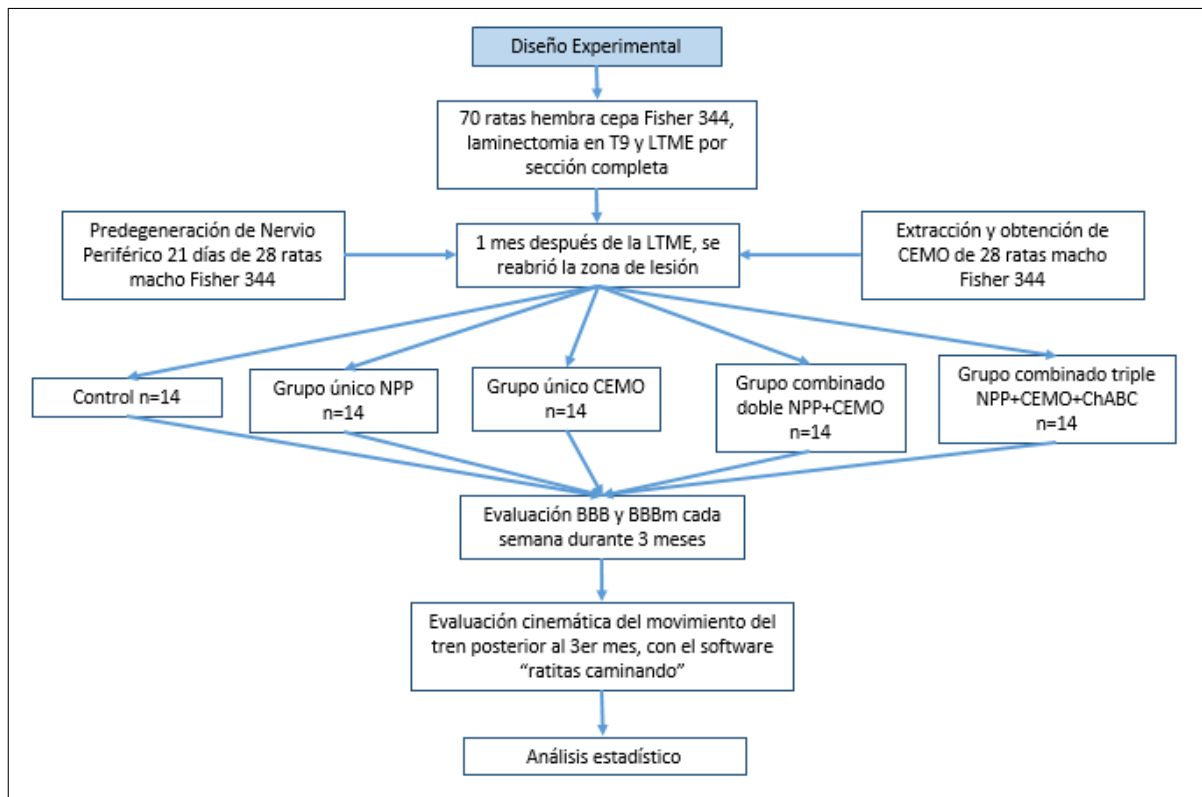 Diseño Experimental
70 ratas hembra cepa Fisher 344,
laminectomia en T9 y LTME por
sección completa
Predegeneración de Nervio
Periférico 21 días de 28 ratas
macho Fisher 344
1 mes después de la LTME, se
reabrió la zona de lesión
Extracción y obtención de
CEMO de 28 ratas macho
Fisher 344
Control n=14
Grupo único NPP
n=14
Grupo único CEMO
n=14
Grupo combinado
doble NPP+CEMO
n=14
Grupo combinado triple
NPP+CEMO+ChABC
n=14
Evaluación BBB y BBBm cada
semana durante 3 meses
Evaluación cinemática del movimiento del
tren posterior al 3er mes, con el software
“ratitas caminando”
Análisis estadístico